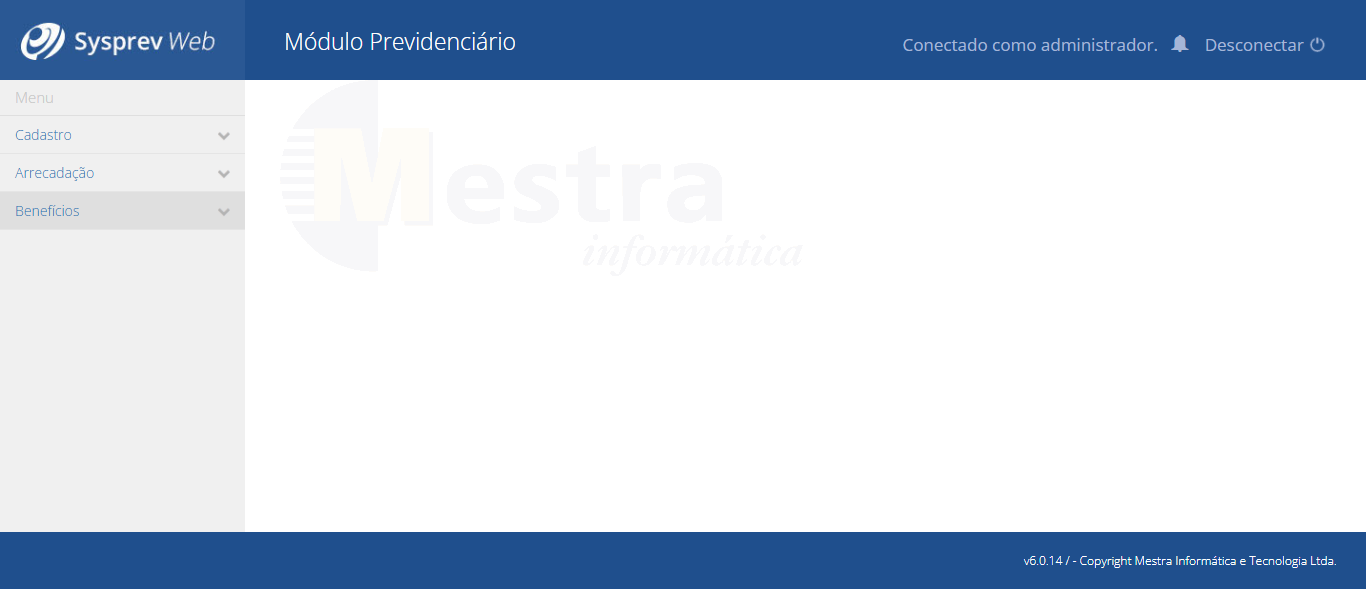 Sysprev Web
Módulo Previdenciário
Conectado como administrador.
Desconectar
Menu
Cadastro
Arrecadação
Benefícios
Mestra
informática
v6.0.14 / - Copyright Mestra Informática e Tecnologia Ltda.